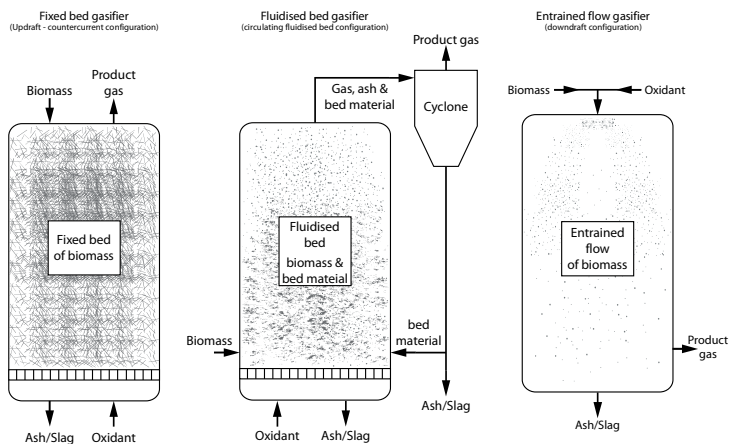 Fixed bed gasifier
(Updraft - countercurrent configuration)
Biomass
Product
gas
Fixed bed
of biomass
Ash/Slag
Oxidant
Fluidised bed gasifier
(circulating fluidised bed configuration)
Gas, ash &
bed material
Product gas
Cyclone
Fluidised
bed
biomass &
bed mateial
Biomass
bed
material
Oxidant
Ash/Slag
Ash/Slag
Entrained flow gasifier
(downdraft configuration)
Biomass
Oxidant
Entrained
flow
of biomass
Product
gas
Ash/Slag